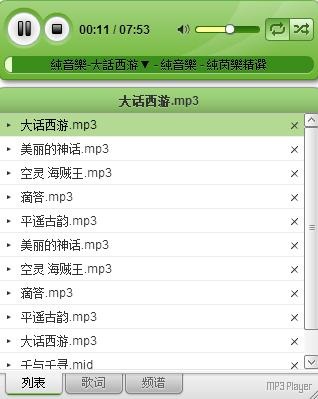 00:11 / 07:53
純音樂-大話西游▼ - 純音樂 - 純茵樂精選
大话西游.mp3
大话西游.mp3
美丽的神话.mp3
空灵 海贼王.mp3
滴答.mp3
平遥古韵.mp3
美丽的神话.mp3
空灵 海贼王.mp3
滴答.mp3
平遥古韵.mp3
大话西游.mp3
千与千寻.mid
列表 歌词 频谱 MP3 Player